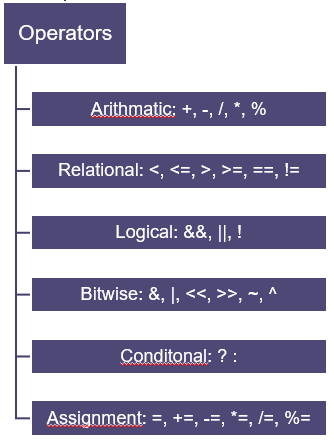 Operators
Arithmatic: +, -, /, *, %
Relational: <, <=, >, >=, ==, !=
Logical: &&, ||, !
Bitwise: &, |, <<, >>, ~, ^
Conditonal: ? :
Assignment: =, +=, -=, *=, /=, %=